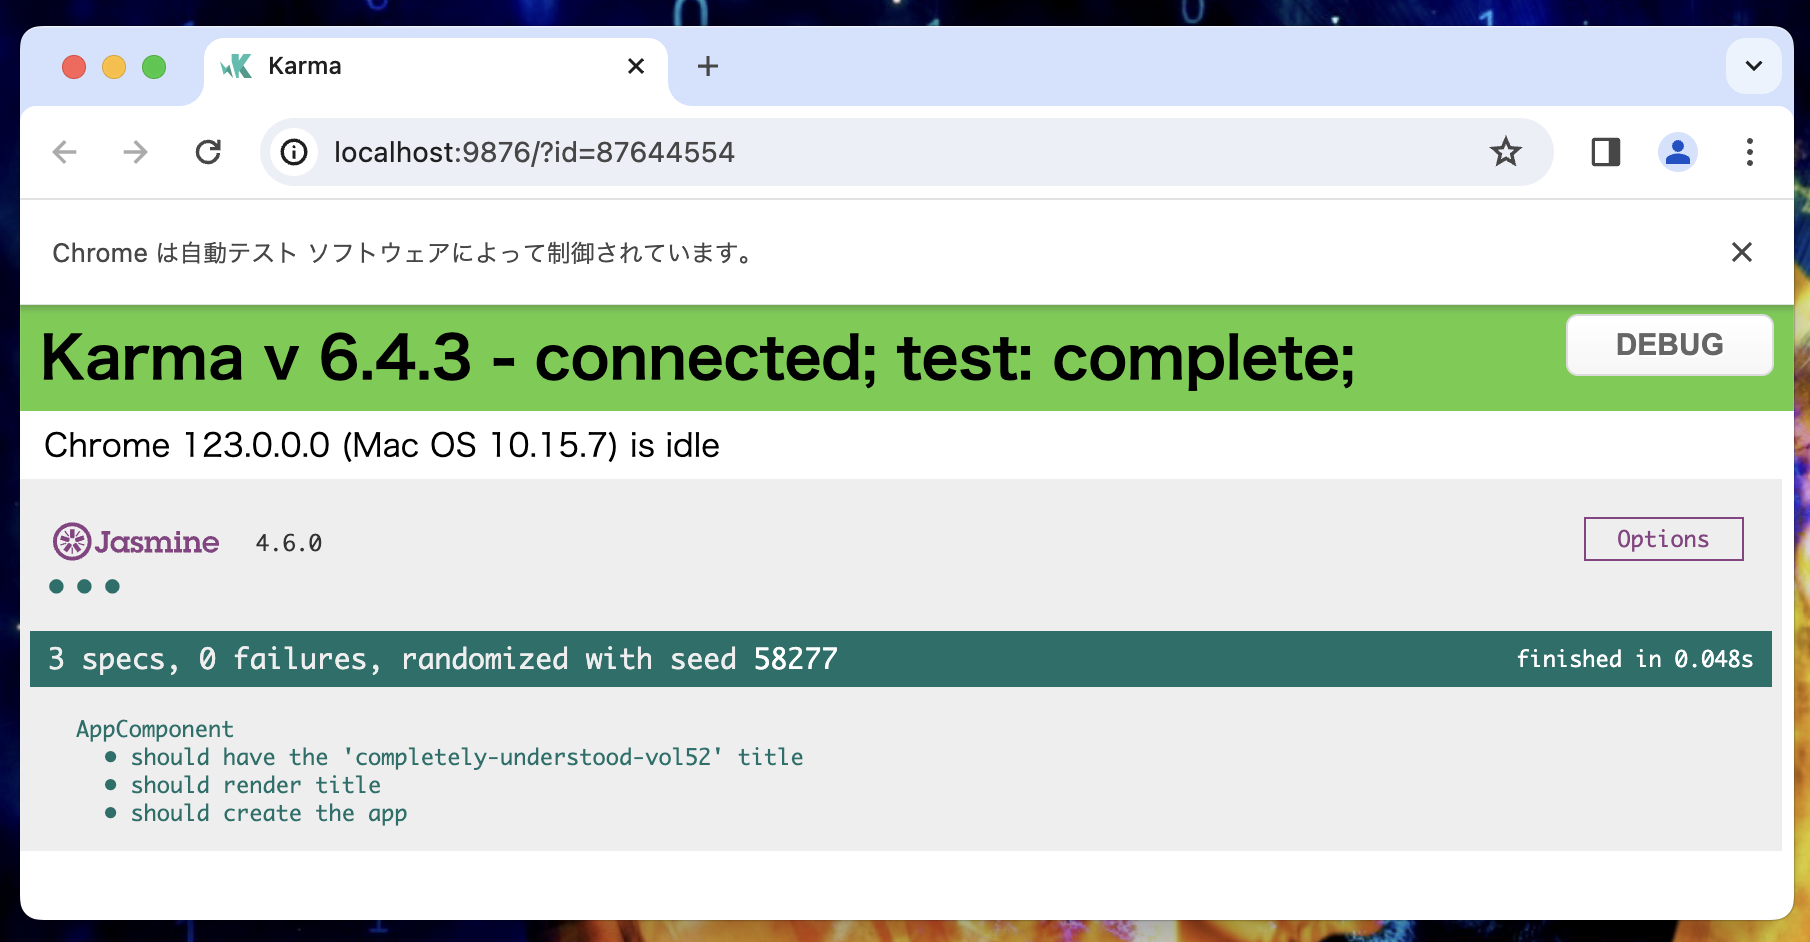 Karma
localhost:9876/?id=87644554
Chrome は自動テスト ソフトウェアによって制御されています。
Karma v 6.4.3 - connected; test: complete;
DEBUG
Chrome 123.0.0.0 (Mac OS 10.15.7) is idle
Jasmine 4.6.0
Options
3 specs, 0 failures, randomized with seed 58277
finished in 0.048s
AppComponent
• should have the 'completely-understood-vol52' title
• should render title
• should create the app